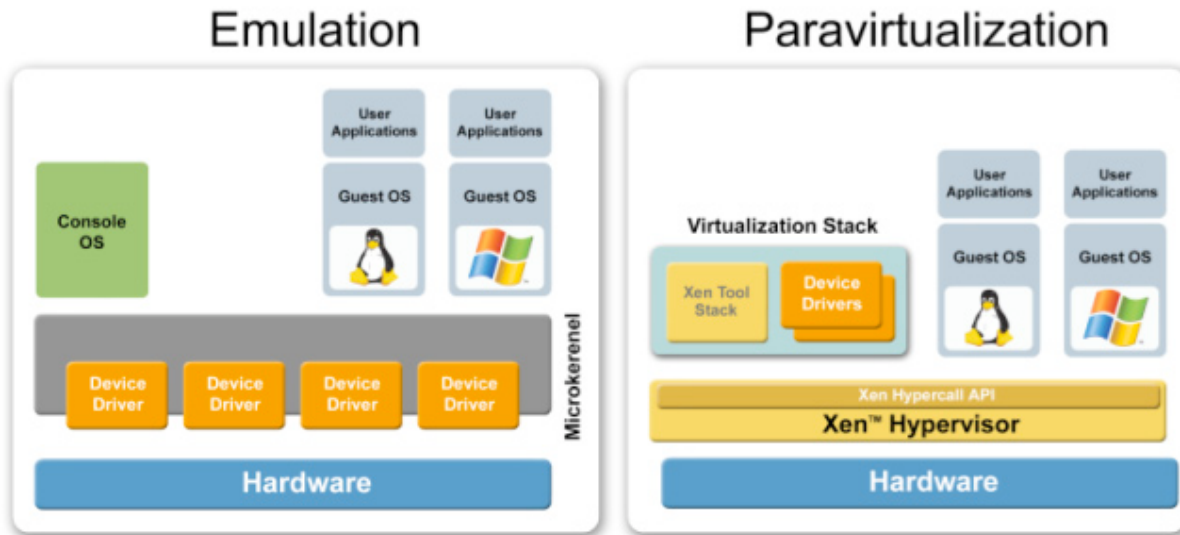 Emulation
User
Applications
User
Applications
Console
OS
Guest OS
Guest OS
Device
Driver
Device
Driver
Device
Driver
Device
Driver
Microkerenel
Hardware
Paravirtualization
User
Applications
User
Applications
Virtualization Stack
Xen Tool
Stack
Device
Drivers
Guest OS
Guest OS
Xen Hypercall API
Xen™ Hypervisor
Hardware